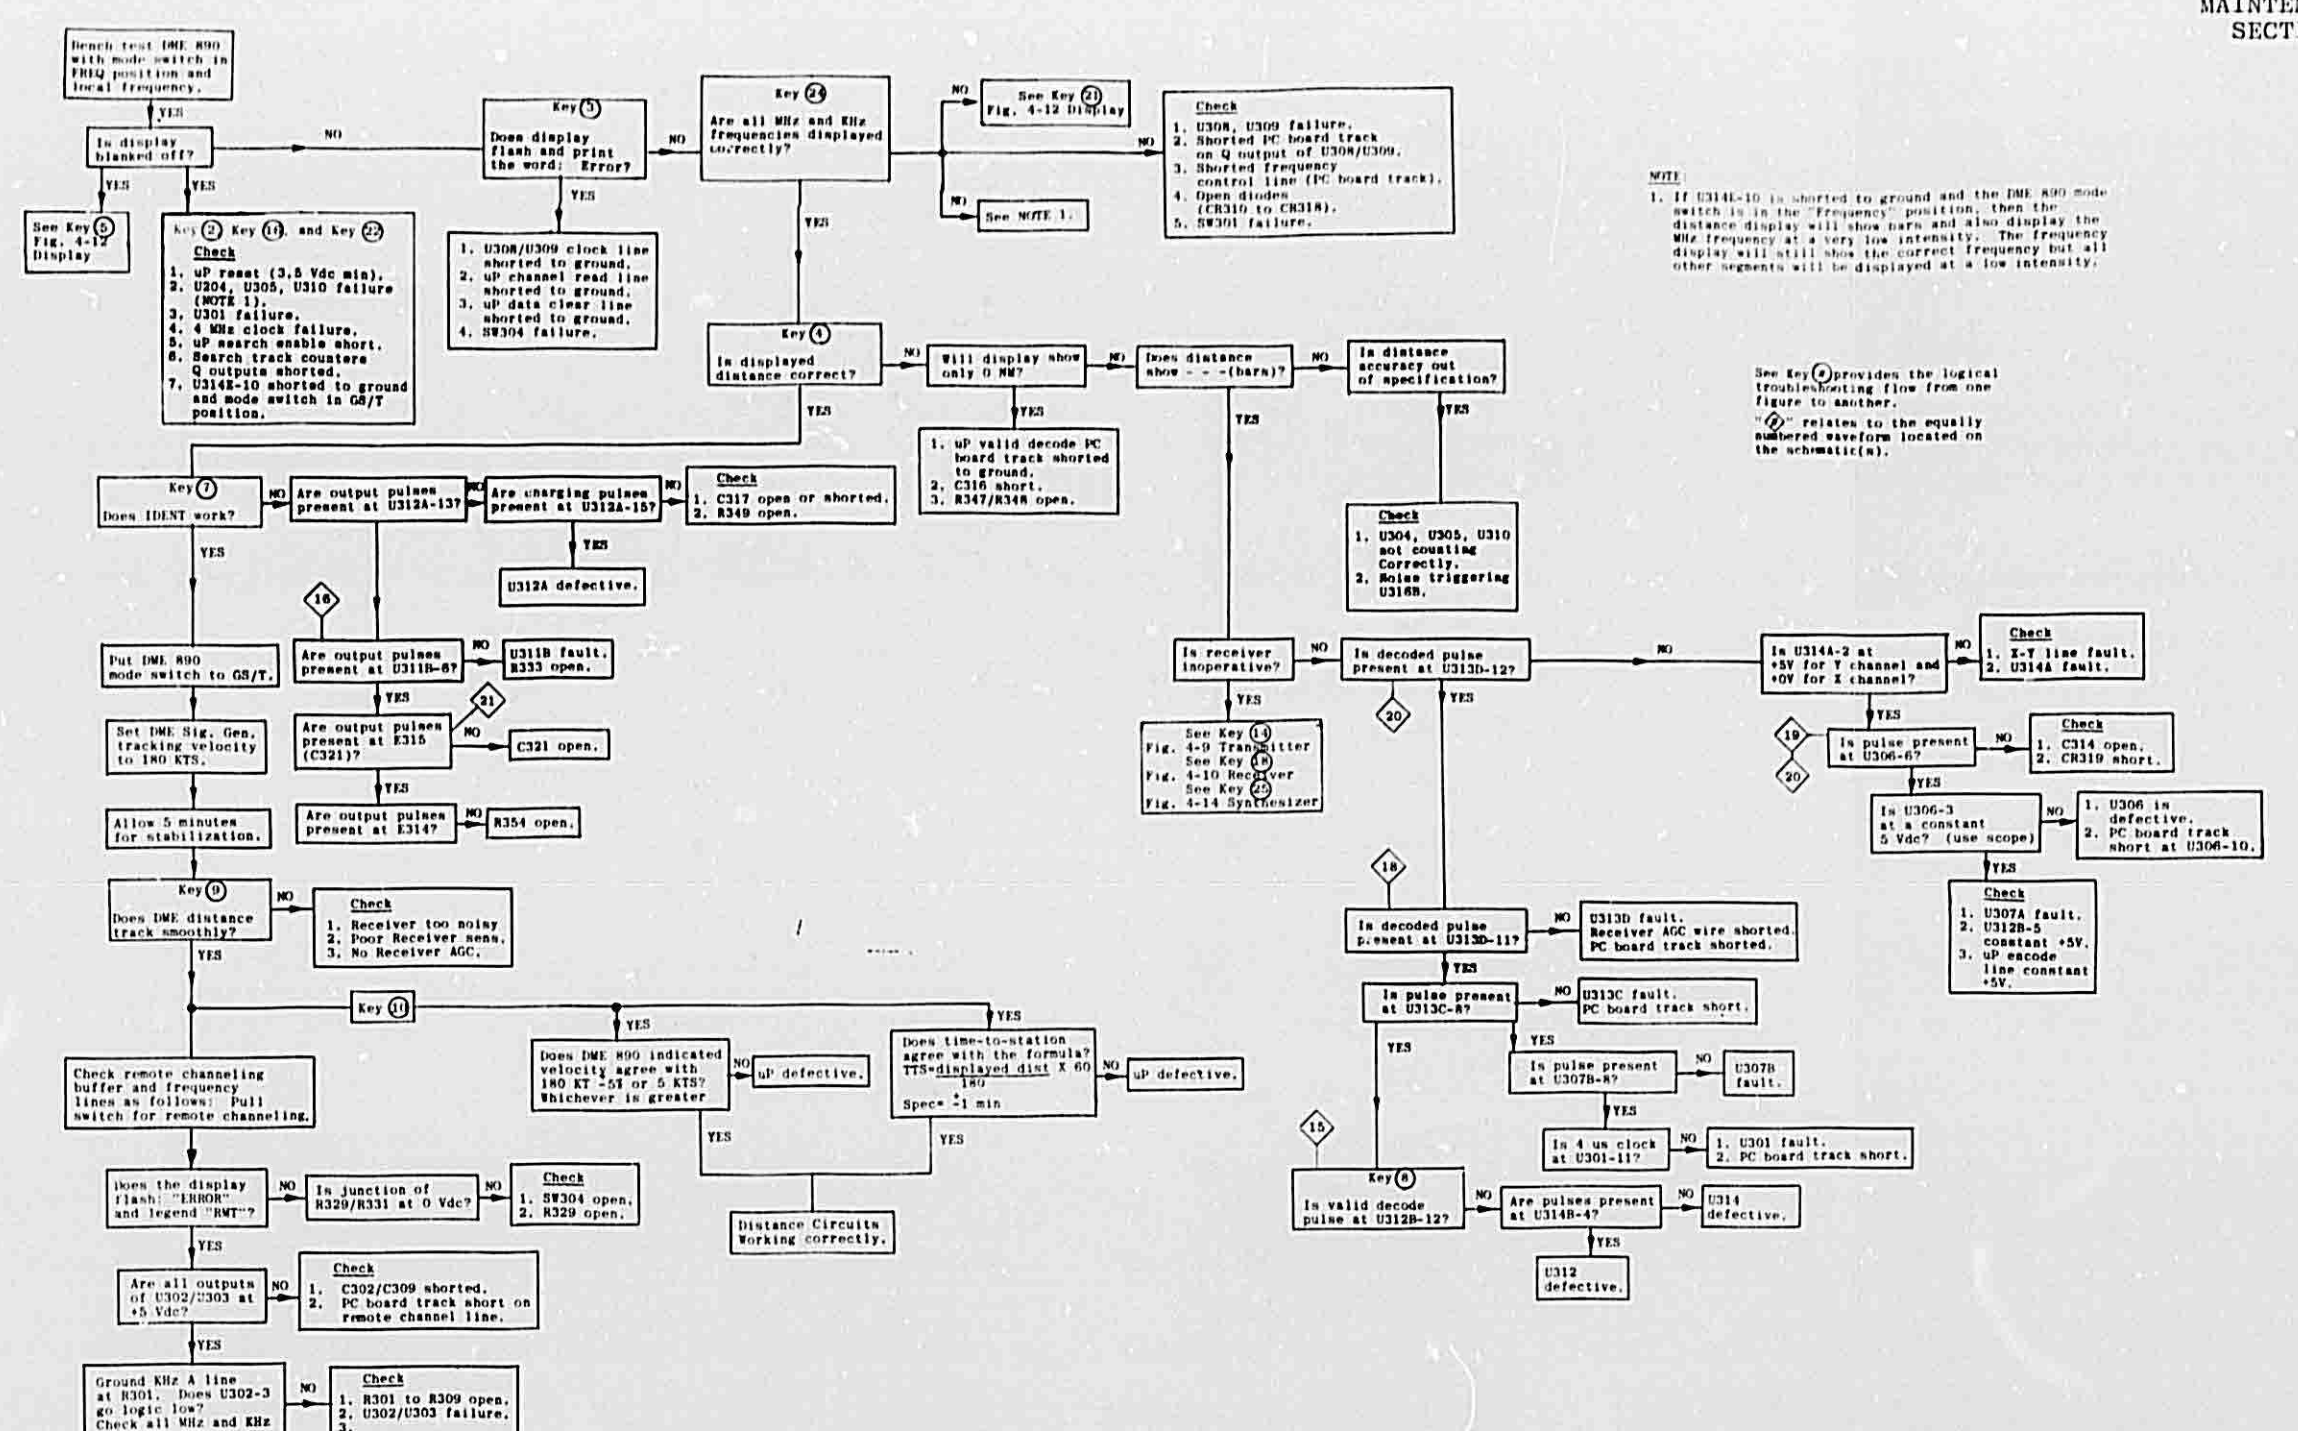 MAINTE
SECT
Bench test DME 890
with mode switch in
FREQ position and
local frequency.
YES
Is display
blanked off?
NO
YES
YES
See Key 5
Fig. 4-12
Display
Key 2 Key 16, and Key 22
Check
1. uP reset (3.5 Vdc min).
2. U204, U305, U310 failure
(NOTE 1).
3. U301 failure.
4. 4 MHz clock failure.
5. uP search enable short.
6. Search track counters
Q outputs shorted.
7. U314E-10 shorted to ground
and mode switch in GS/T
position.
Key 3
Does display
flash and print
the word: Error?
NO
YES
1. U308/U309 clock line
shorted to ground.
2. uP channel read line
shorted to ground.
3. uP data clear line
shorted to ground.
4. SW304 failure.
Key 24
Are all MHz and KHz
frequencies displayed
correctly?
YES
NO
See Key 21
Fig. 4-12 Display
NO
NO
See NOTE 1.
Check
1. U308, U309 failure.
2. Shorted PC board track
on Q output of U308/U309.
3. Shorted frequency
control line (PC board track).
4. Open diodes
(CR310 to CR318).
5. SW301 failure.
NOTE
1. If U314E-10 is shorted to ground and the DME 890 mode
switch is in the "Frequency" position, then the
distance display will show bars and also display the
MHz frequency at a very low intensity. The frequency
display will still show the correct frequency but all
other segments will be displayed at a low intensity.
Key 4
Is displayed
distance correct?
NO
YES
Will display show
only 0 NM?
NO
YES
1. uP valid decode PC
board track shorted
to ground.
2. C316 short.
3. R347/R348 open.
Does distance
show - - -(bars)?
NO
YES
Is distance
accuracy out
of specification?
YES
Check
1. U304, U305, U310
not counting
Correctly.
2. Noise triggering
U316B.
See Key # provides the logical
troubleshooting flow from one
figure to another.
"#" relates to the equally
numbered waveform located on
the schematic(s).
Key 7
Does IDENT work?
NO
YES
Are output pulses
present at U312A-13?
NO
Are charging pulses
present at U312A-15?
NO
YES
Check
1. C317 open or shorted.
2. R349 open.
U312A defective.
16
Are output pulses
present at U311B-6?
NO
U311B fault.
R333 open.
YES
21
Are output pulses
present at E315
(C321)?
NO
C321 open.
YES
Are output pulses
present at E314?
NO
R354 open.
Put DME 890
mode switch to GS/T.
Set DME Sig. Gen.
tracking velocity
to 180 KTS.
Allow 5 minutes
for stabilization.
Key 9
Does DME distance
track smoothly?
NO
YES
Check
1. Receiver too noisy
2. Poor Receiver sens.
3. No Receiver AGC.
Key 10
YES
Does DME 890 indicated
velocity agree with
180 KT -5% or 5 KTS?
Whichever is greater
NO
uP defective.
YES
YES
Does time-to-station
agree with the formula?
TTS=displayed dist X 60
180
Spec= ±1 min
NO
uP defective.
YES
Distance Circuits
Working correctly.
Check remote channeling
buffer and frequency
lines as follows: Pull
switch for remote channeling.
Does the display
flash: "ERROR"
and legend "RMT"?
NO
YES
Is junction of
R329/R331 at 0 Vdc?
NO
Check
1. SW304 open.
2. R329 open.
Are all outputs
of U302/U303 at
+5 Vdc?
NO
YES
Check
1. C302/C309 shorted.
2. PC board track short on
remote channel line.
Ground KHz A line
at R301. Does U302-3
go logic low?
Check all MHz and KHz
NO
Check
1. R301 to R309 open.
2. U302/U303 failure.
3.
Is receiver
inoperative?
NO
YES
See Key 14
Fig. 4-9 Transmitter
See Key 18
Fig. 4-10 Receiver
See Key 25
Fig. 4-14 Synthesizer
Is decoded pulse
present at U313D-12?
NO
20
YES
Is U314A-2 at
+5V for Y channel and
+0V for X channel?
NO
YES
Check
1. X-Y line fault.
2. U314A fault.
19
20
Is pulse present
at U306-6?
NO
YES
Check
1. C314 open.
2. CR319 short.
Is U306-3
at a constant
5 Vdc? (use scope)
NO
YES
1. U306 is
defective.
2. PC board track
short at U306-10.
Check
1. U307A fault.
2. U312B-5
constant +5V.
3. uP encode
line constant
+5V.
18
Is decoded pulse
present at U313D-11?
NO
YES
U313D fault.
Receiver AGC wire shorted.
PC board track shorted.
Is pulse present
at U313C-8?
NO
U313C fault.
PC board track short.
YES
YES
Is pulse present
at U307B-8?
NO
U307B
fault.
YES
Is 4 us clock
at U301-11?
NO
1. U301 fault.
2. PC board track short.
15
Key 8
Is valid decode
pulse at U312B-12?
NO
Are pulses present
at U314B-4?
NO
U314
defective.
YES
U312
defective.